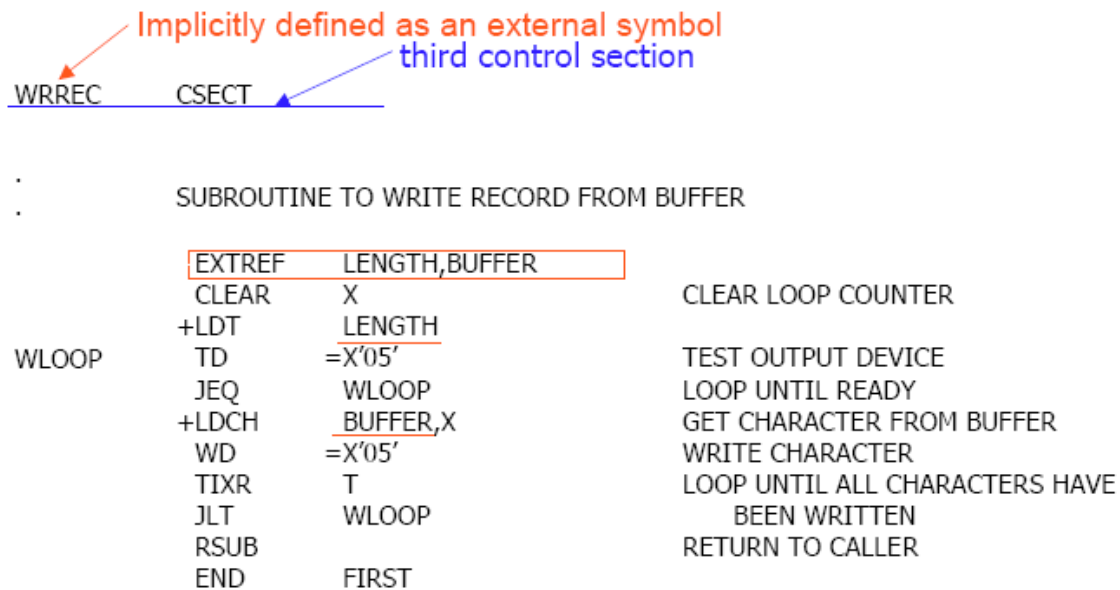 Implicitly defined as an external symbol
third control section
WRREC CSECT
.
. SUBROUTINE TO WRITE RECORD FROM BUFFER
EXTREF LENGTH,BUFFER
CLEAR X CLEAR LOOP COUNTER
+LDT LENGTH
WLOOP TD =X'05' TEST OUTPUT DEVICE
JEQ WLOOP LOOP UNTIL READY
+LDCH BUFFER,X GET CHARACTER FROM BUFFER
WD =X'05' WRITE CHARACTER
TIXR T LOOP UNTIL ALL CHARACTERS HAVE
JLT WLOOP BEEN WRITTEN
RSUB RETURN TO CALLER
END FIRST